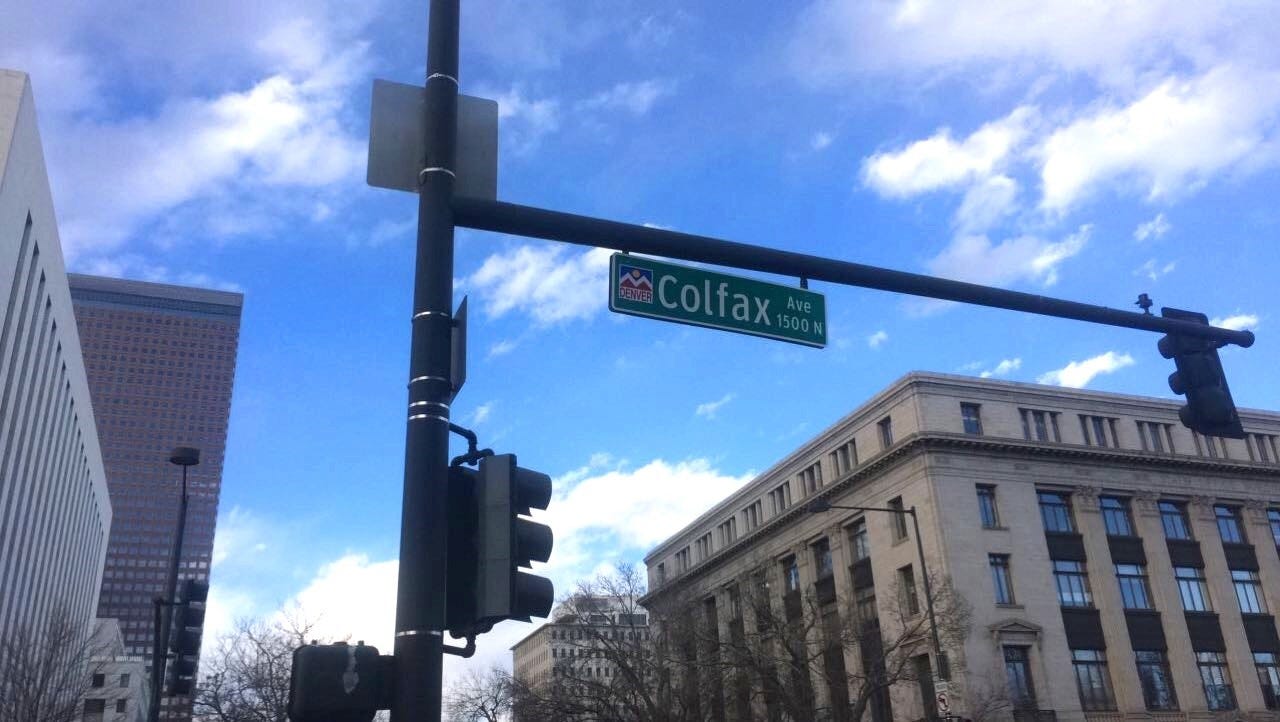 DENVER
Colfax
Ave
1500 N